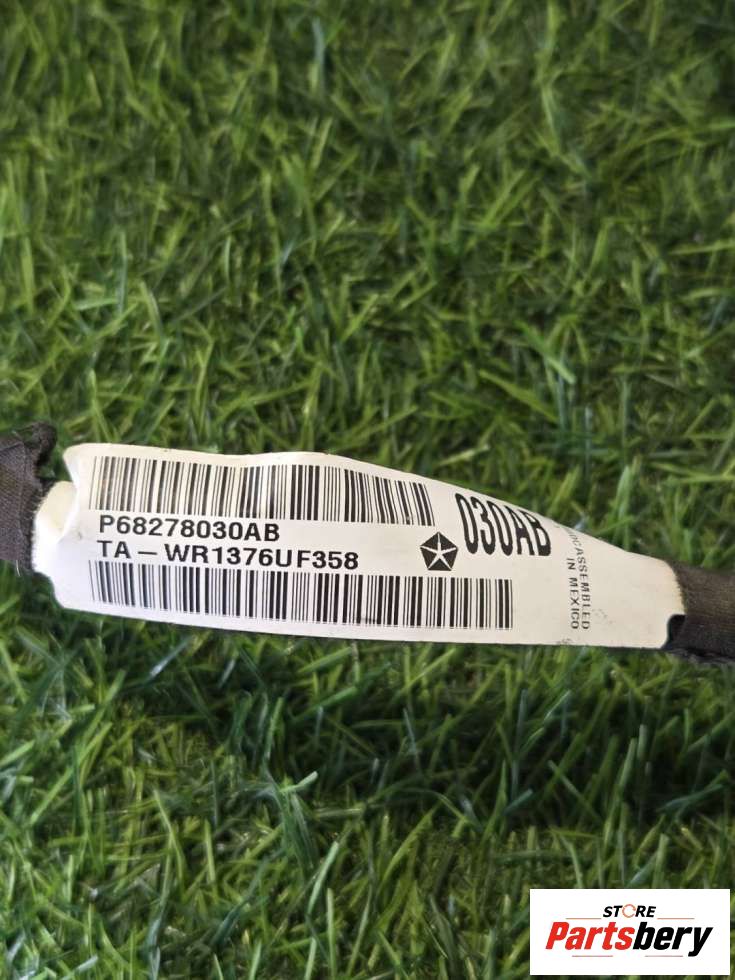 P68278030AB
TA-WR1376UF358
030AB
ASSEMBLED
IN MEXICO
STORE
Partsbery